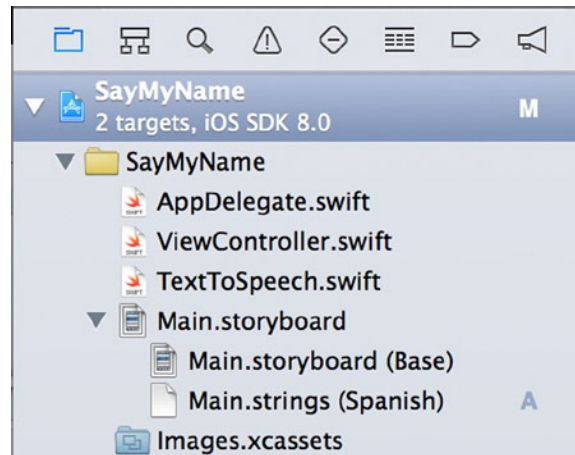 SayMyName
2 targets, iOS SDK 8.0 M
SayMyName
AppDelegate.swift
ViewController.swift
TextToSpeech.swift
Main.storyboard
Main.storyboard (Base)
Main.strings (Spanish) A
Images.xcassets